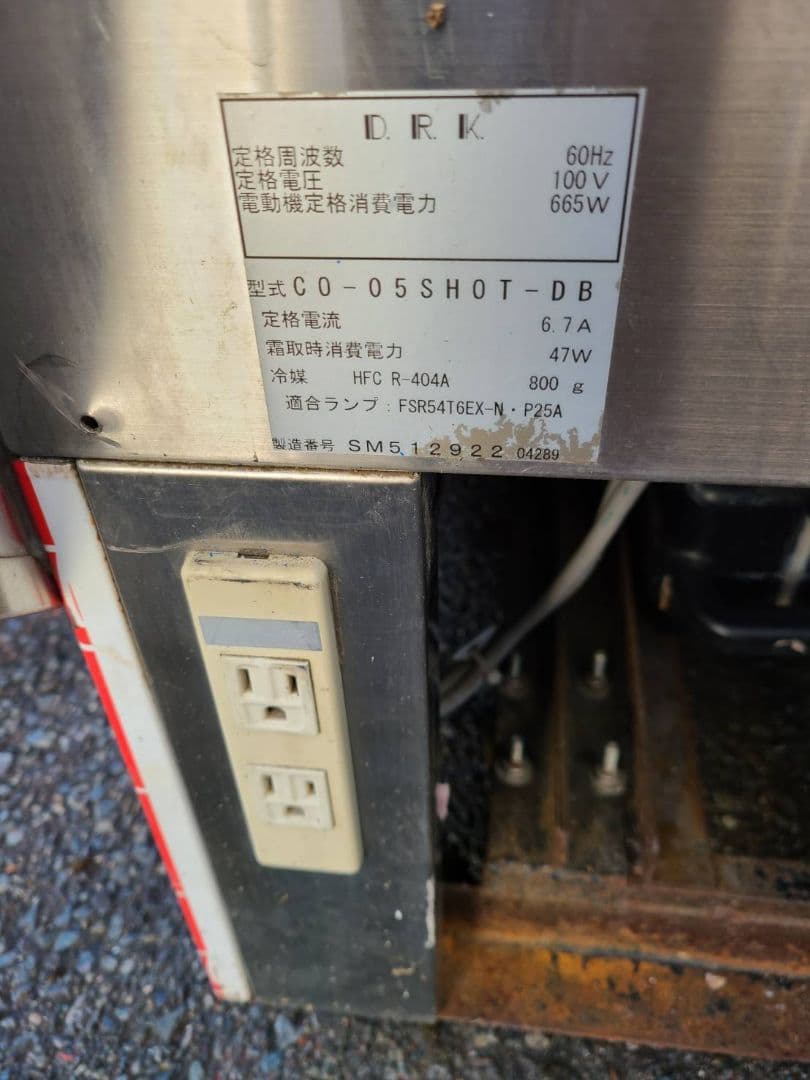 D. R. K.
定格周波数 60Hz
定格電圧 100V
電動機定格消費電力 665W
型式 CO-05SHOT-DB
定格電流 6.7A
霜取時消費電力 47W
冷媒 HFC R-404A 800 g
適合ランプ：FSR54T6EX-N・P25A
製造番号 SM512922 04289